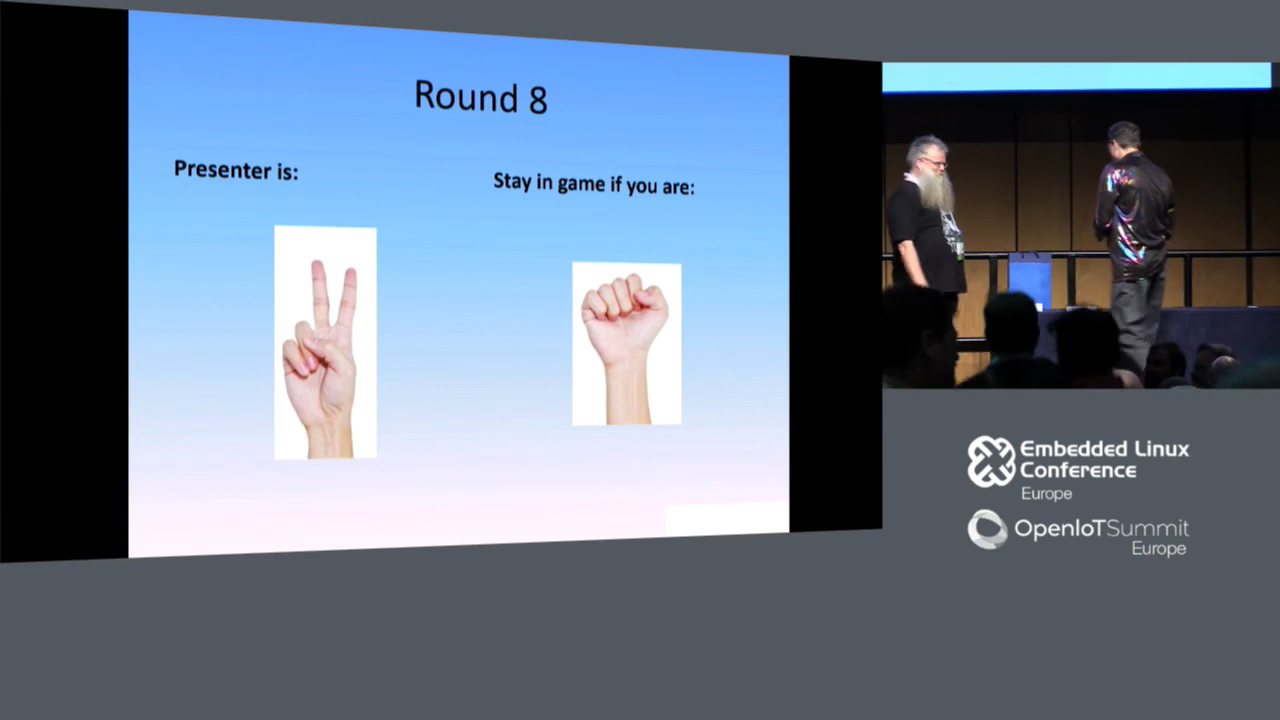 Round 8
Presenter is:
Stay in game if you are:
Embedded Linux
Conference
Europe
OpenIoTSummit
Europe